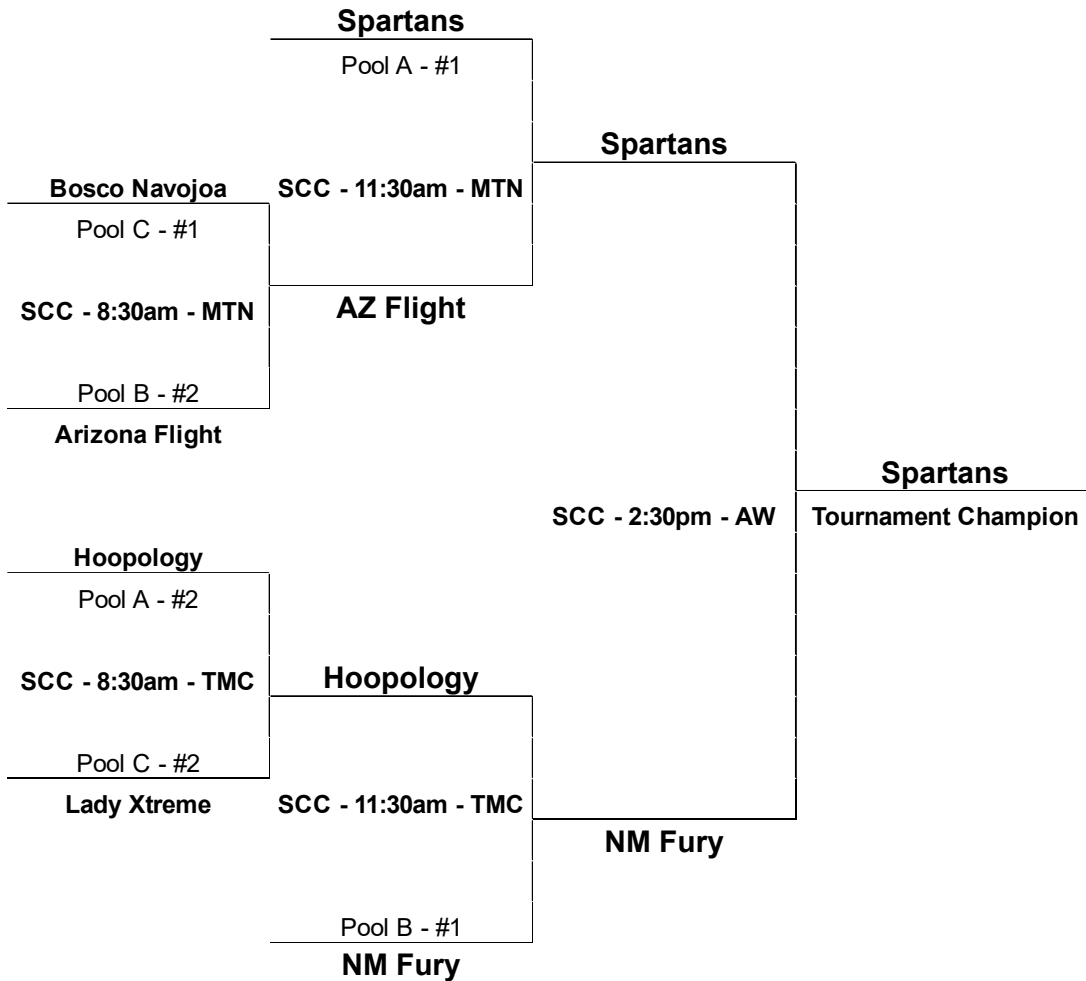 Spartans
Pool A - #1
Spartans
Bosco Navojoa
SCC - 11:30am - MTN
Pool C - #1
SCC - 8:30am - MTN
AZ Flight
Pool B - #2
Arizona Flight
Spartans
SCC - 2:30pm - AW
Tournament Champion
Hoopology
Pool A - #2
SCC - 8:30am - TMC
Hoopology
Pool C - #2
Lady Xtreme
SCC - 11:30am - TMC
NM Fury
Pool B - #1
NM Fury